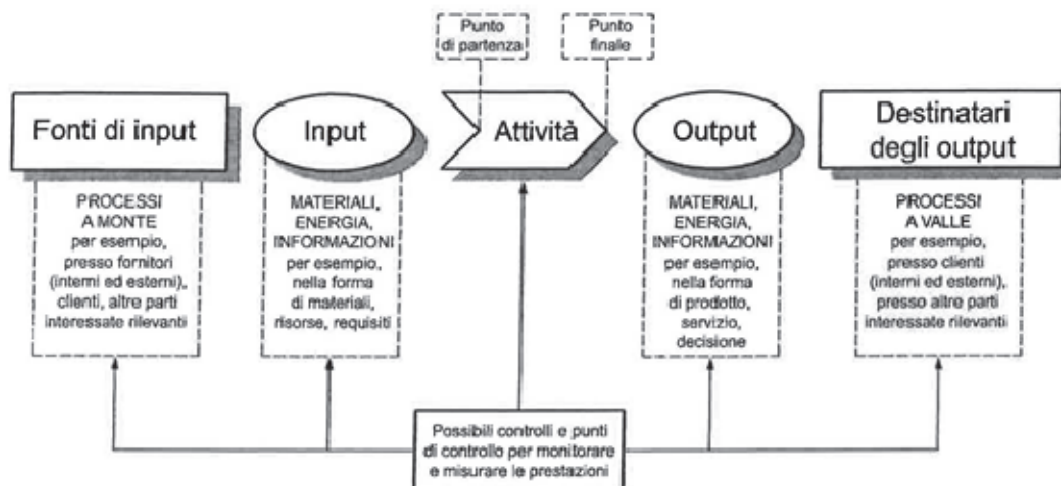 Punto
di partenza
Punto
finale
Fonti di input
Input
Attività
Output
Destinatari
degli output
PROCESSI
A MONTE
per esempio,
presso fornitori
(interni ed esterni),
clienti, altre parti
interessate rilevanti
MATERIALI,
ENERGIA,
INFORMAZIONI
per esempio,
nella forma
di materiali,
risorse, requisiti
MATERIALI,
ENERGIA,
INFORMAZIONI
per esempio,
nella forma
di prodotto,
servizio,
decisione
PROCESSI
A VALLE
per esempio,
presso clienti
(interni ed esterni),
presso altre parti
interessate rilevanti
Possibili controlli e punti
di controllo per monitorare
e misurare le prestazioni